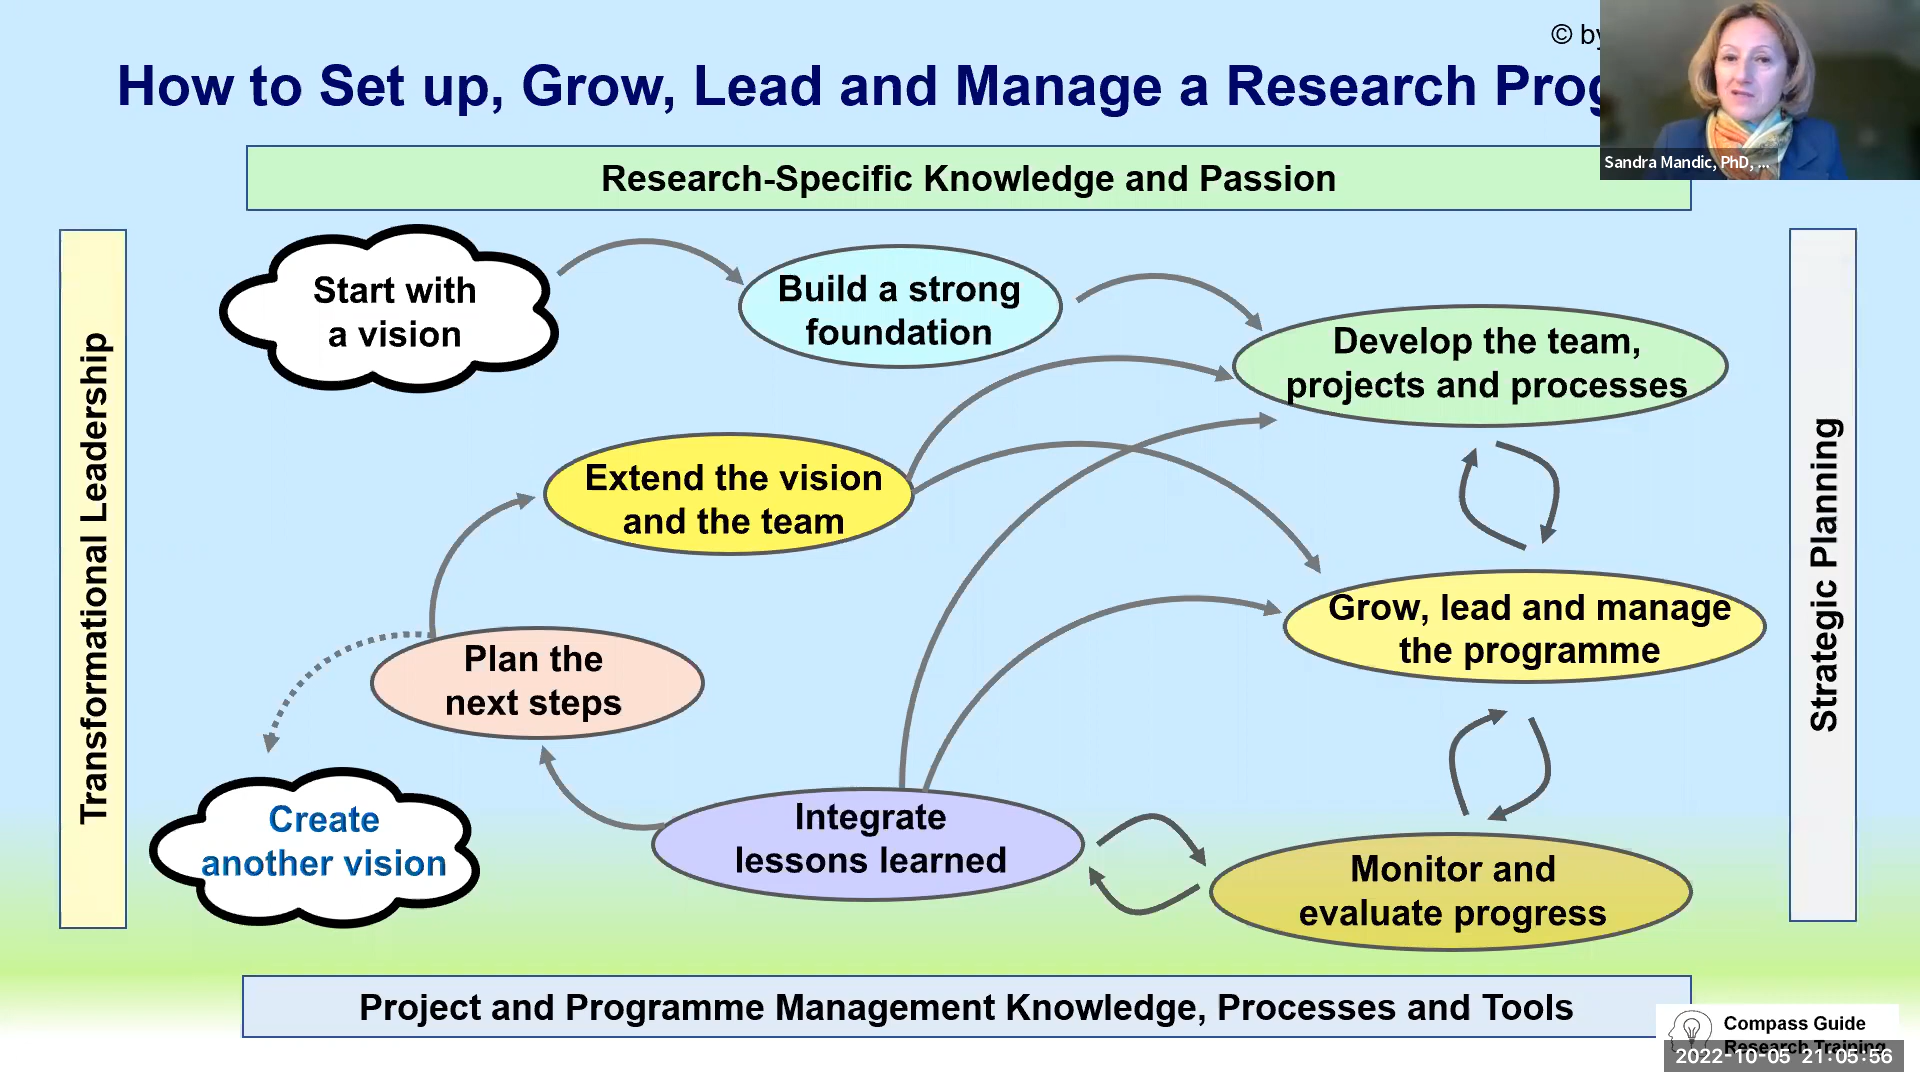 © by
How to Set up, Grow, Lead and Manage a Research
Sandra Mandic, PhD, ...
Research-Specific Knowledge and Passion
Transformational Leadership
Start with
a vision
Build a strong
foundation
Develop the team,
projects and processes
Extend the vision
and the team
Grow, lead and manage
the programme
Plan the
next steps
Create
another vision
Integrate
lessons learned
Monitor and
evaluate progress
Strategic Planning
Project and Programme Management Knowledge, Processes and Tools
Compass Guide
Research Training
2022-10-05 21:05:56